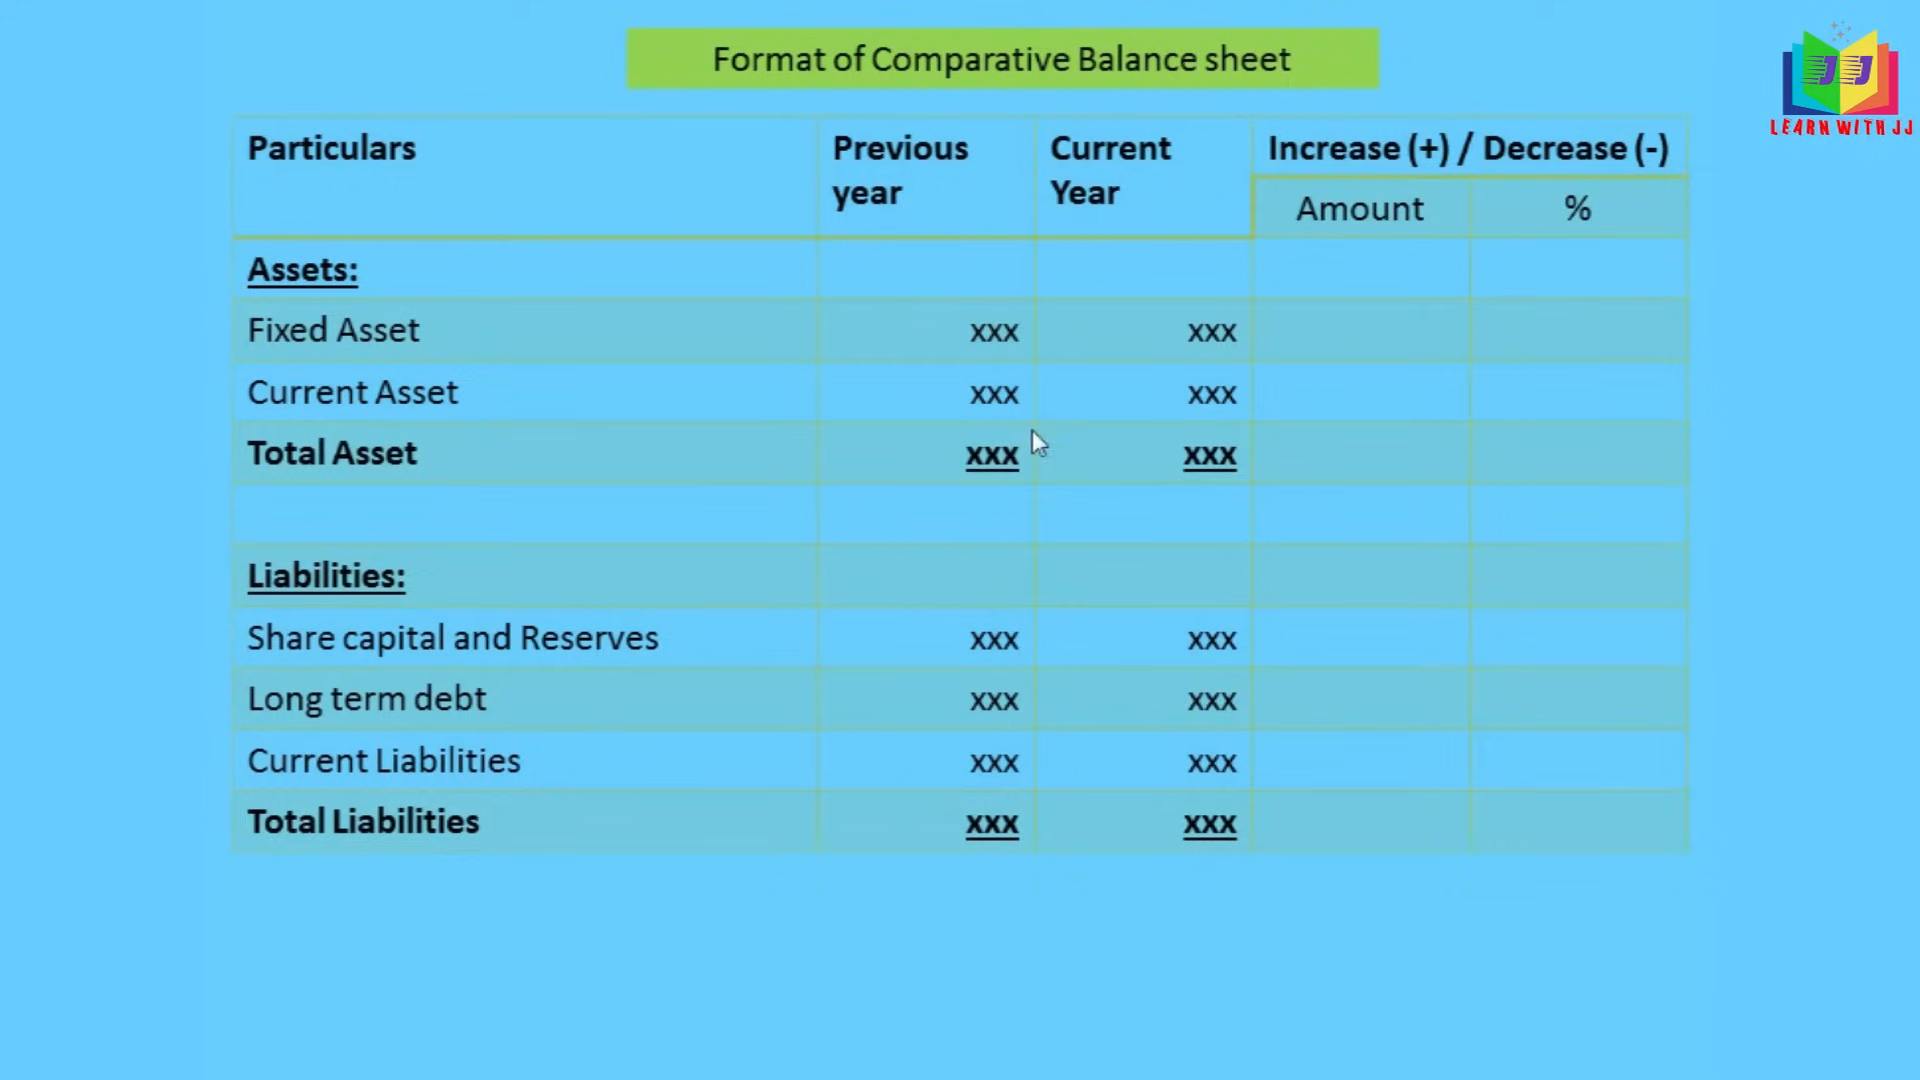 Format of Comparative Balance sheet
JJ
LEARN WITH JJ
Particulars Previous year Current Year Increase (+) / Decrease (-)
Amount %
Assets:
Fixed Asset xxx xxx
Current Asset xxx xxx
Total Asset xxx xxx
Liabilities:
Share capital and Reserves xxx xxx
Long term debt xxx xxx
Current Liabilities xxx xxx
Total Liabilities xxx xxx